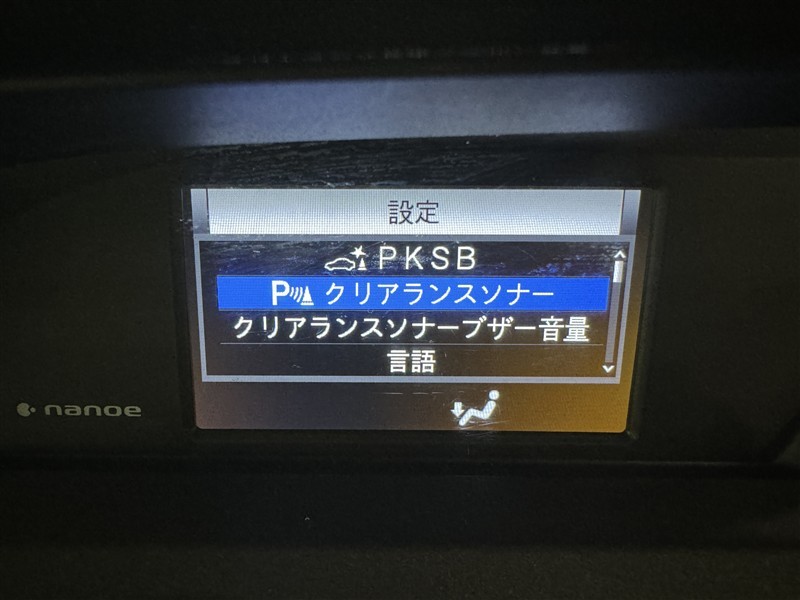 設定
PKSB
P クリアランスソナー
クリアランスソナーブザー音量
言語
nanoe